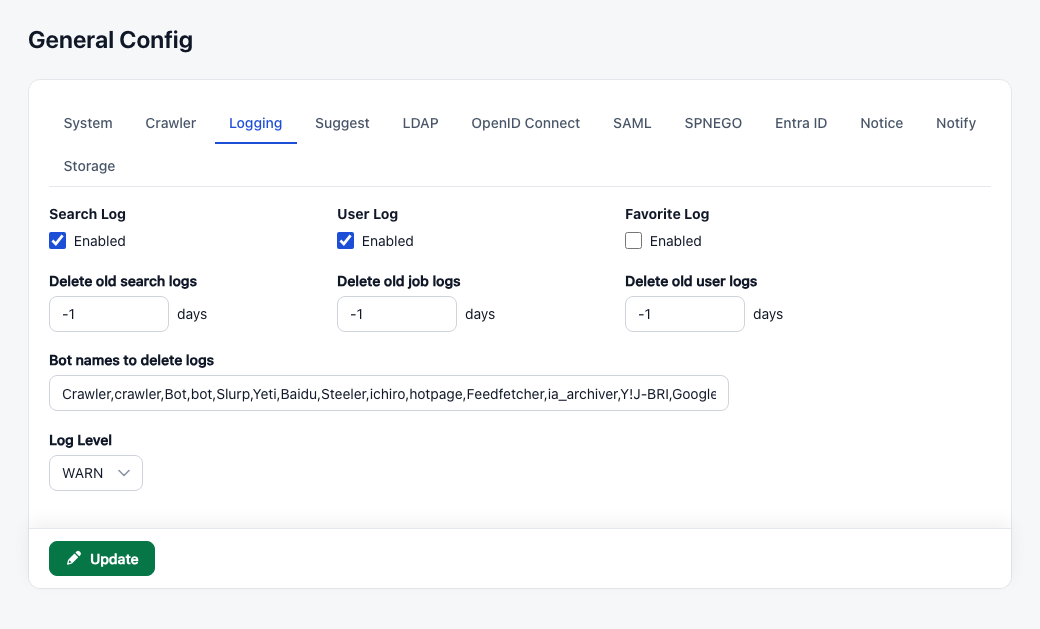 General Config
System Crawler Logging Suggest LDAP OpenID Connect SAML SPNEGO Entra ID Notice Notify
Storage
Search Log User Log Favorite Log
Enabled Enabled Enabled
Delete old search logs Delete old job logs Delete old user logs
-1 days -1 days -1 days
Bot names to delete logs
Crawler,crawler,Bot,bot,Slurp,Yeti,Baidu,Steeler,ichiro,hotpage,Feedfetcher,ia_archiver,Y!J-BRI,Google
Log Level
WARN
Update